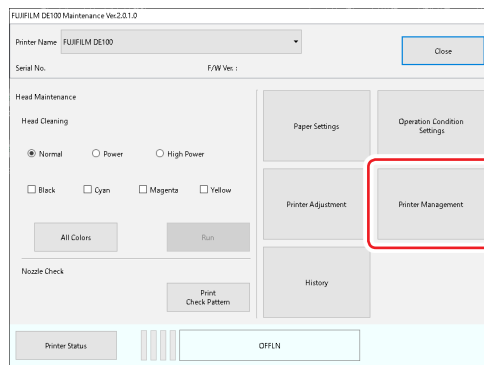 FUJIFILM DE100 Maintenance Ver.2.0.1.0
Printer Name FUJIFILM DE100
Close
Serial No. F/W Ver. :
Head Maintenance
Head Cleaning
Normal Power High Power
Black Cyan Magenta Yellow
All Colors Run
Nozzle Check
Print
Check Pattern
Paper Settings
Operation Condition
Settings
Printer Adjustment
Printer Management
History
Printer Status
OFFLN